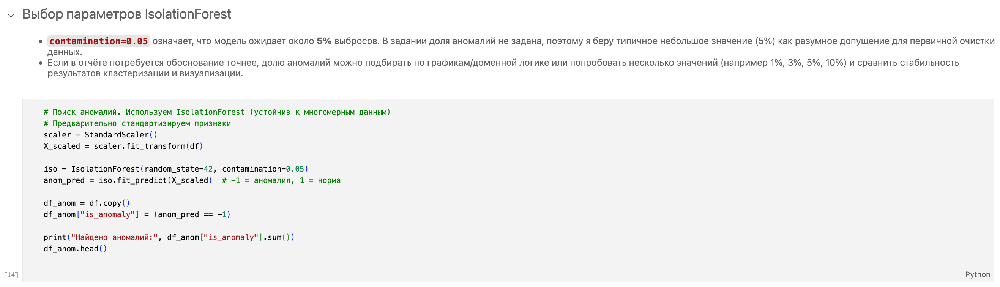 Выбор параметров IsolationForest
• contamination=0.05 означает, что модель ожидает около 5% выбросов. В задании доля аномалий не задана, поэтому я беру типичное небольшое значение (5%) как разумное допущение для первичной очистки
данных.
• Если в отчёте потребуется обоснование точнее, долю аномалий можно подбирать по графикам/доменной логике или попробовать несколько значений (например 1%, 3%, 5%, 10%) и сравнить стабильность
результатов кластеризации и визуализации.
# Поиск аномалий. Используем IsolationForest (устойчив к многомерным данным)
# Предварительно стандартизируем признаки
scaler = StandardScaler()
X_scaled = scaler.fit_transform(df)
iso = IsolationForest(random_state=42, contamination=0.05)
anom_pred = iso.fit_predict(X_scaled)  # -1 = аномалия, 1 = норма
df_anom = df.copy()
df_anom["is_anomaly"] = (anom_pred == -1)
print("Найдено аномалий:", df_anom["is_anomaly"].sum())
df_anom.head()
[14]
Python